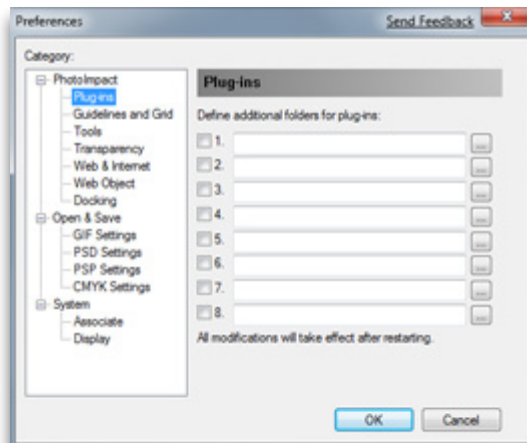 Preferences
Send Feedback
Category:
PhotoImpact
Plug-ins
Guidelines and Grid
Tools
Transparency
Web & Internet
Web Object
Docking
Open & Save
GIF Settings
PSD Settings
PSP Settings
CMYK Settings
System
Associate
Display
Plug-ins
Define additional folders for plug-ins:
1.
2.
3.
4.
5.
6.
7.
8.
All modifications will take effect after restarting.
OK
Cancel